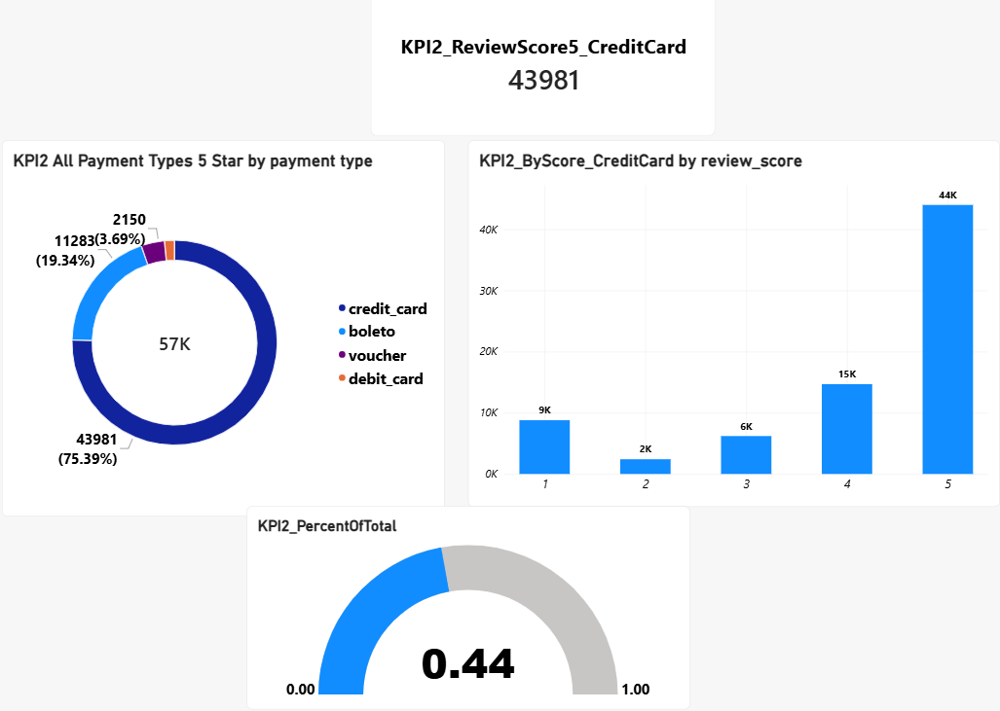 KPI2_ReviewScore5_CreditCard
43981
KPI2 All Payment Types 5 Star by payment type
2150
(3.69%)
11283
(19.34%)
57K
43981
(75.39%)
credit_card
boleto
voucher
debit_card
KPI2_ByScore_CreditCard by review_score
40K
30K
20K
10K
0K
9K
2K
6K
15K
44K
1
2
3
4
5
KPI2_PercentOfTotal
0.44
0.00
1.00